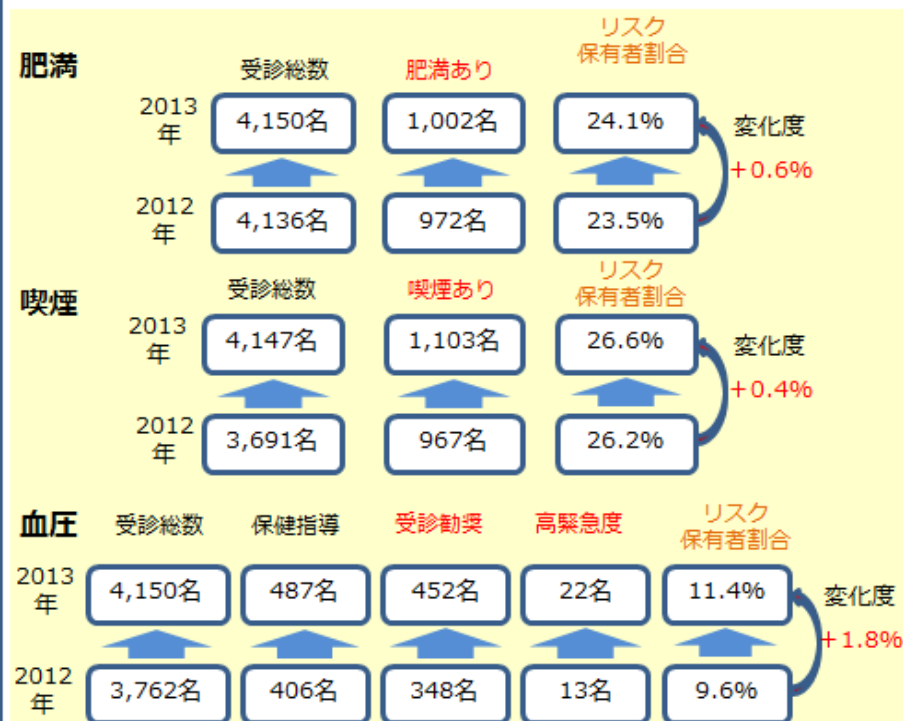 肥満
受診総数
肥満あり
リスク
保有者割合
2013
年
4,150名
1,002名
24.1%
変化度
+0.6%
2012
年
4,136名
972名
23.5%
喫煙
受診総数
喫煙あり
リスク
保有者割合
2013
年
4,147名
1,103名
26.6%
変化度
+0.4%
2012
年
3,691名
967名
26.2%
血圧
受診総数
保健指導
受診勧奨
高緊急度
リスク
保有者割合
2013
年
4,150名
487名
452名
22名
11.4%
変化度
+1.8%
2012
年
3,762名
406名
348名
13名
9.6%